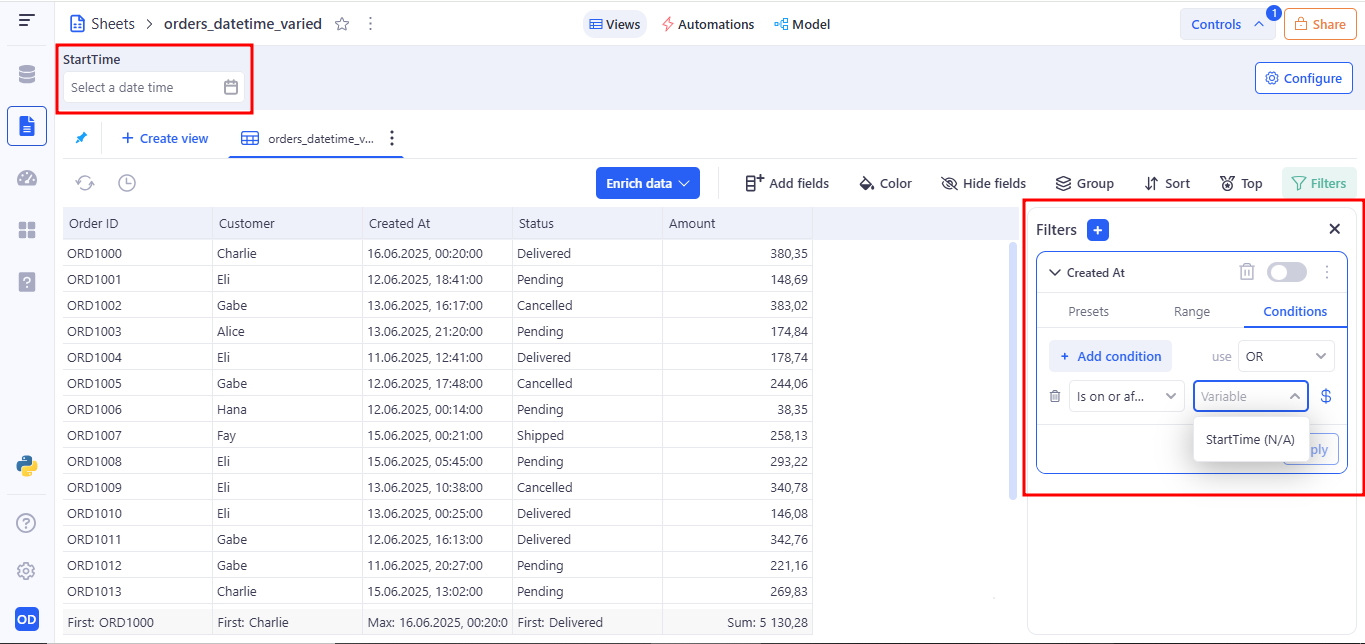 Sheets > orders_datetime_varied
Views Automations Model
Controls 1 Share
StartTime
Select a date time
Configure
+ Create view orders_datetime_v...
Enrich data Add fields Color Hide fields Group Sort Top Filters
Order ID Customer Created At Status Amount
ORD1000 Charlie 16.06.2025, 00:20:00 Delivered 380,35
ORD1001 Eli 12.06.2025, 18:41:00 Pending 148,69
ORD1002 Gabe 13.06.2025, 16:17:00 Cancelled 383,02
ORD1003 Alice 13.06.2025, 21:20:00 Pending 174,84
ORD1004 Eli 11.06.2025, 12:41:00 Delivered 178,74
ORD1005 Gabe 12.06.2025, 17:48:00 Cancelled 244,06
ORD1006 Hana 12.06.2025, 00:14:00 Pending 38,35
ORD1007 Fay 15.06.2025, 00:21:00 Shipped 258,13
ORD1008 Eli 15.06.2025, 05:45:00 Pending 293,22
ORD1009 Eli 13.06.2025, 10:38:00 Cancelled 340,78
ORD1010 Eli 13.06.2025, 00:25:00 Delivered 146,08
ORD1011 Gabe 12.06.2025, 16:13:00 Delivered 342,76
ORD1012 Gabe 11.06.2025, 20:27:00 Pending 221,16
ORD1013 Charlie 15.06.2025, 13:02:00 Pending 269,83
First: ORD1000 First: Charlie Max: 16.06.2025, 00:20:0 First: Delivered Sum: 5 130,28
Filters +
Created At
Presets Range Conditions
+ Add condition use OR
Is on or af... Variable $
StartTime (N/A)
ply
OD